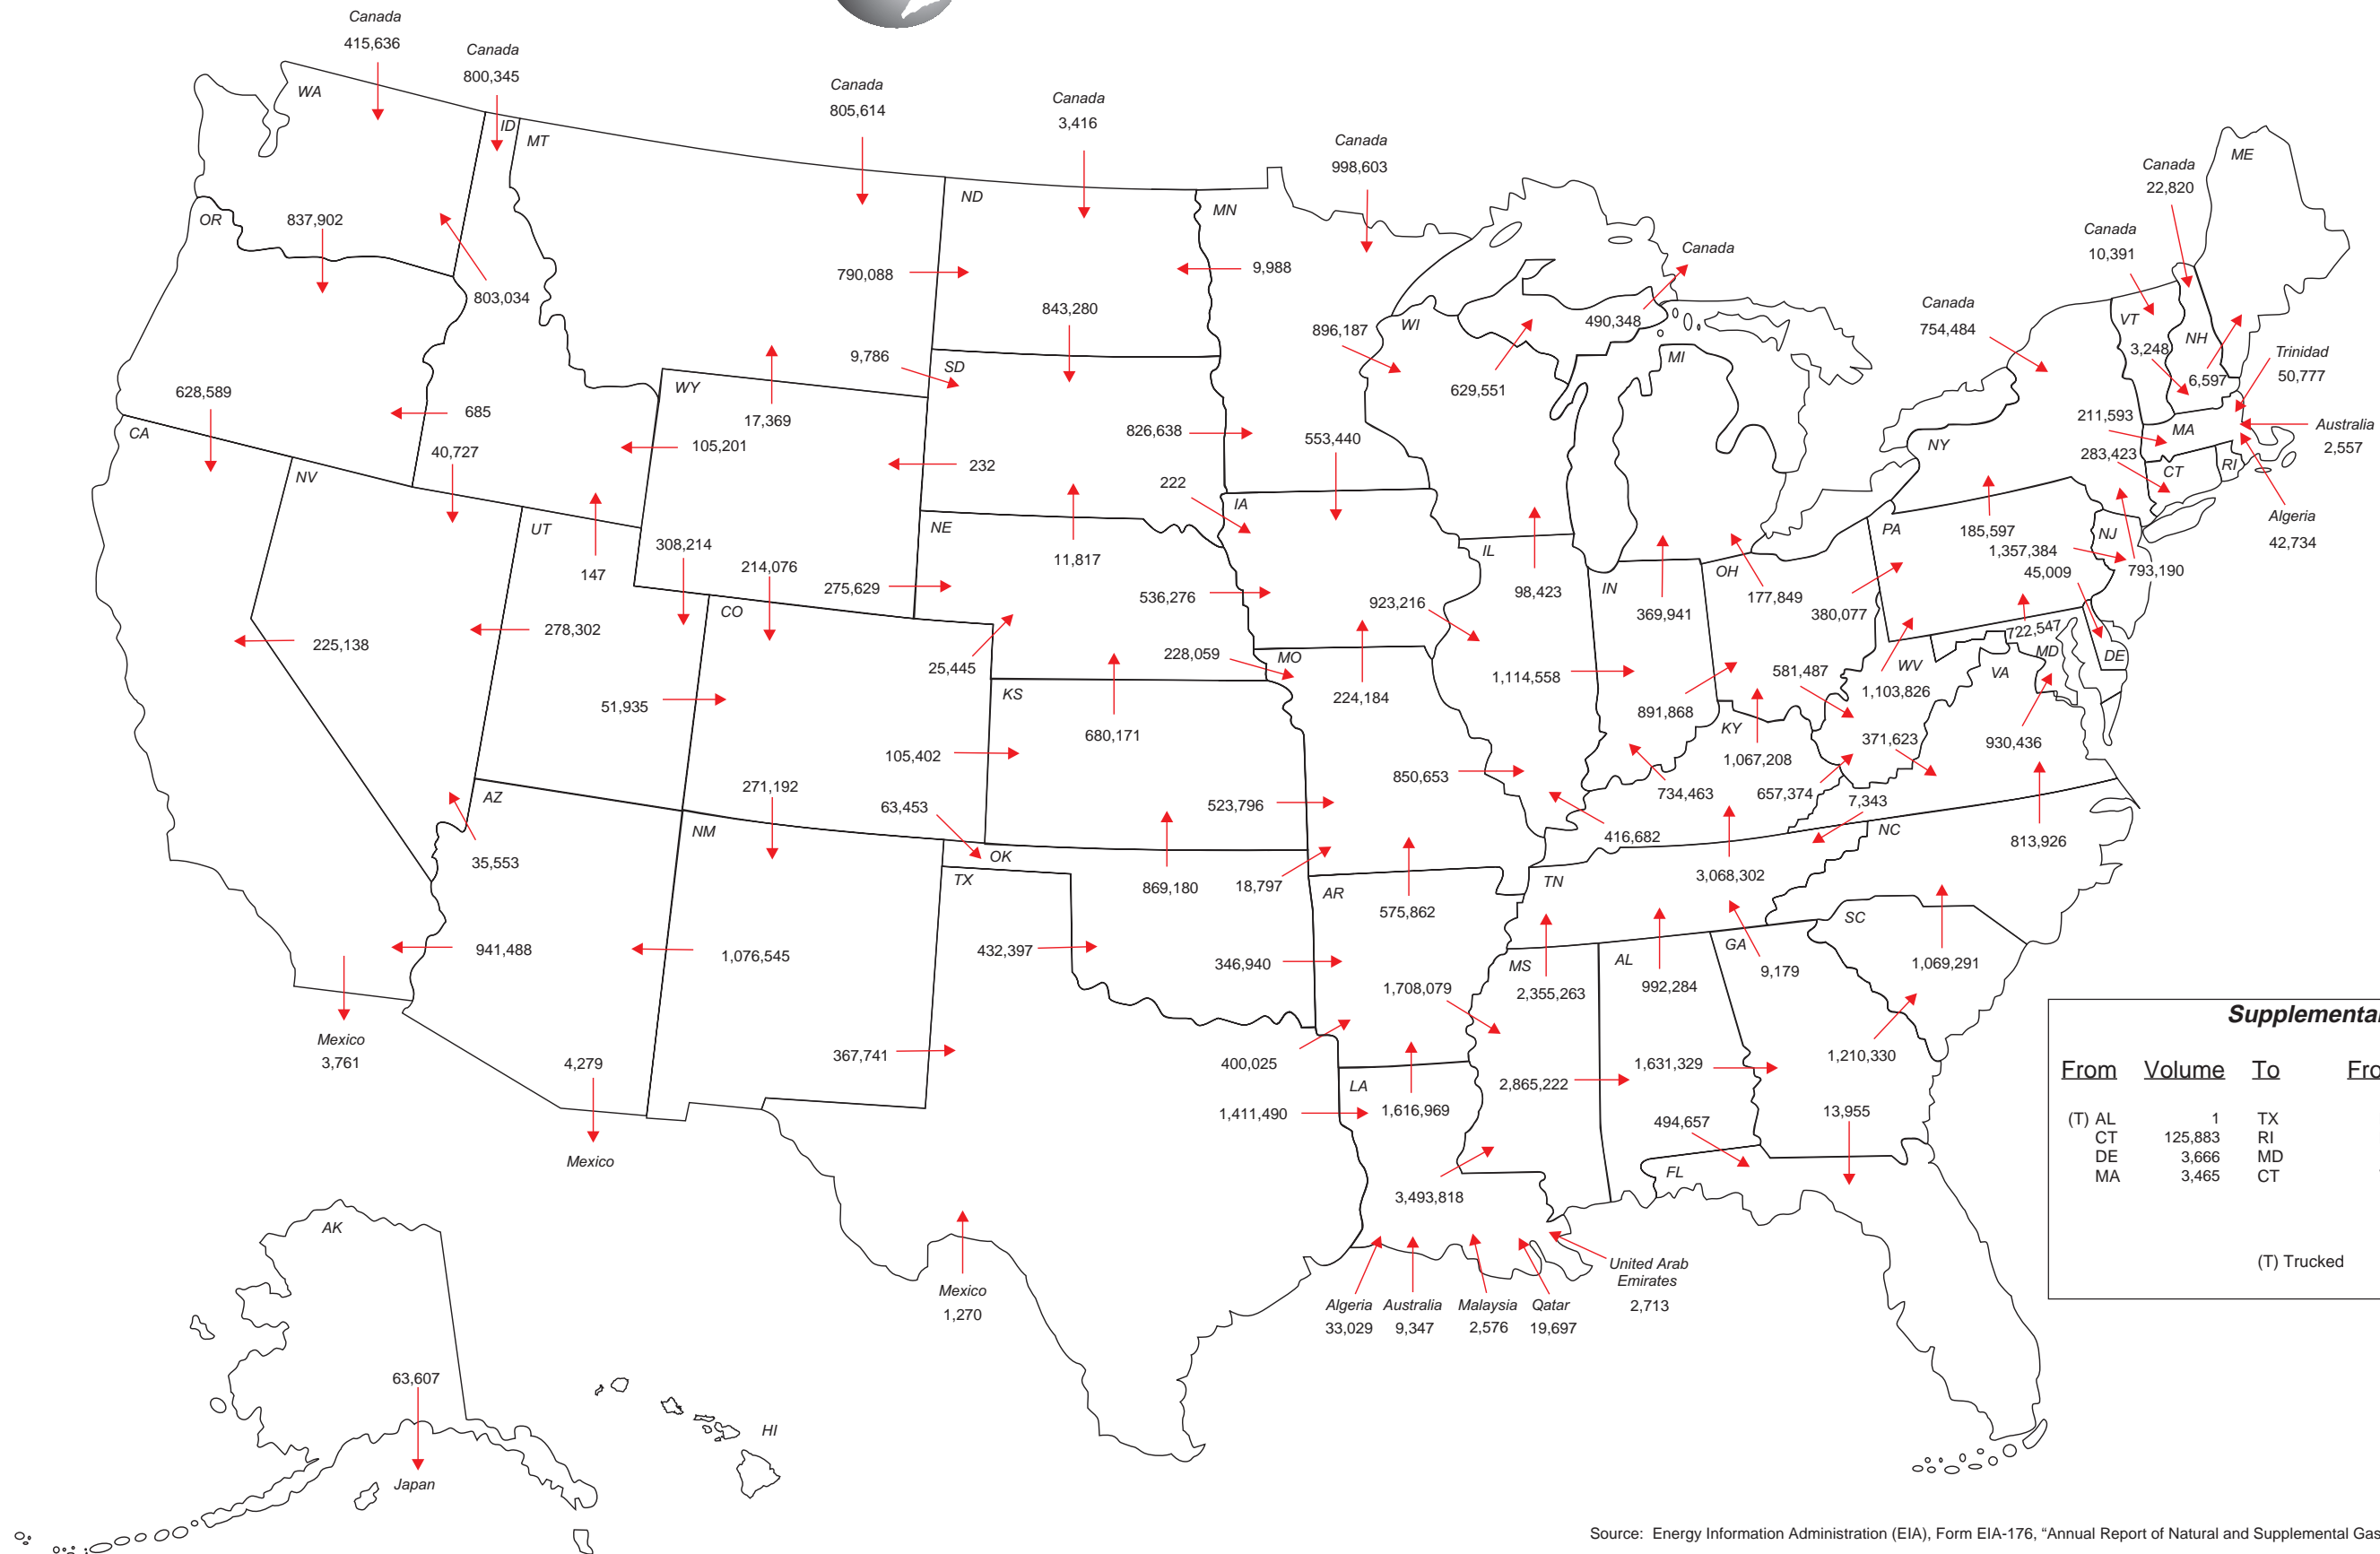 Canada
415,636
Canada
800,345
Canada
805,614
Canada
3,416
Canada
998,603
Canada
Canada
22,820
Canada
10,391
Canada
754,484
WA
ID
MT
ND
MN
ME
OR
837,902
803,034
790,088
9,988
843,280
896,187
WI
490,348
MI
629,551
VT
NH
3,248
6,597
Trinidad
50,777
9,786
SD
WY
17,369
628,589
685
CA
40,727
105,201
232
826,638
553,440
211,593
MA
Australia
2,557
NY
283,423
CT
RI
NV
222
IA
UT
NE
308,214
214,076
11,817
147
275,629
IL
98,423
536,276
923,216
IN
369,941
OH
177,849
PA
185,597
NJ
1,357,384
45,009
793,190
Algeria
42,734
380,077
CO
278,302
225,138
25,445
228,059
MO
224,184
1,114,558
891,868
581,487
WV
1,103,826
722,547
MD
DE
VA
51,935
KS
680,171
105,402
KY
1,067,208
371,623
930,436
850,653
271,192
63,453
523,796
734,463
657,374
7,343
AZ
35,553
NM
OK
TX
869,180
18,797
AR
575,862
416,682
TN
3,068,302
NC
813,926
941,488
1,076,545
432,397
346,940
1,708,079
MS
2,355,263
AL
992,284
GA
9,179
SC
1,069,291
Mexico
3,761
4,279
Mexico
367,741
400,025
1,411,490
LA
1,616,969
2,865,222
1,631,329
1,210,330
494,657
13,955
FL
3,493,818
Supplemental
From Volume To Fro
(T) AL 1 TX
CT 125,883 RI
DE 3,666 MD
MA 3,465 CT
(T) Trucked
AK
63,607
Japan
HI
Mexico
1,270
Algeria
33,029
Australia
9,347
Malaysia
2,576
Qatar
19,697
United Arab
Emirates
2,713
Source: Energy Information Administration (EIA), Form EIA-176, “Annual Report of Natural and Supplemental Gas